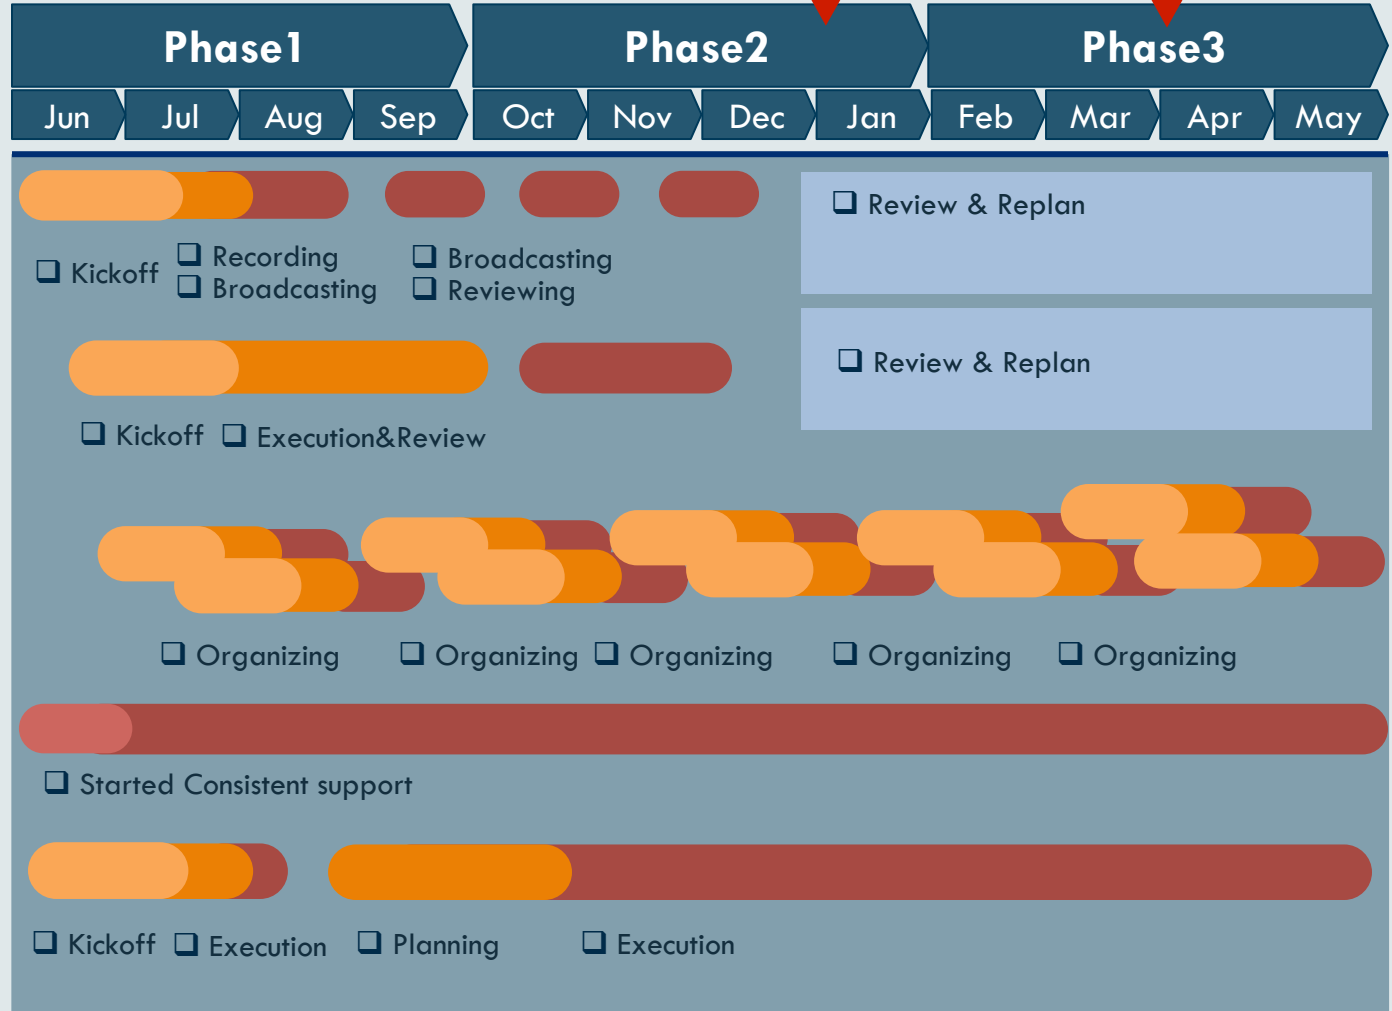 Phase1 Phase2 Phase3
Jun Jul Aug Sep Oct Nov Dec Jan Feb Mar Apr May
Review & Replan
Kickoff
Recording
Broadcasting
Broadcasting
Reviewing
Review & Replan
Kickoff Execution&Review
Organizing Organizing Organizing Organizing Organizing
Started Consistent support
Kickoff Execution Planning Execution